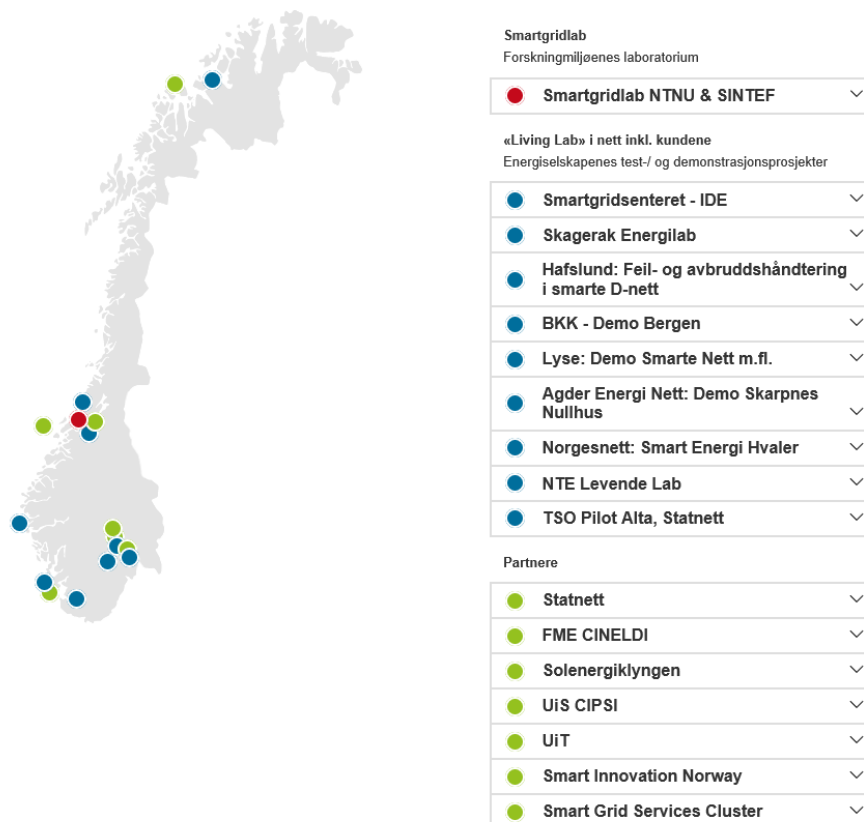 Smartgridlab
Forskningmiljøenes laboratorium
Smartgridlab NTNU & SINTEF
«Living Lab» i nett inkl. kundene
Energiselskapenes test-/ og demonstrasjonsprosjekter
Smartgridsenteret - IDE
Skagerak Energilab
Hafslund: Feil- og avbruddshåndtering
i smarte D-nett
BKK - Demo Bergen
Lyse: Demo Smarte Nett m.fl.
Agder Energi Nett: Demo Skarpnes
Nullhus
Norgesnett: Smart Energi Hvaler
NTE Levende Lab
TSO Pilot Alta, Statnett
Partnere
Statnett
FME CINELDI
Solenergiklyngen
UiS CIPSI
UiT
Smart Innovation Norway
Smart Grid Services Cluster